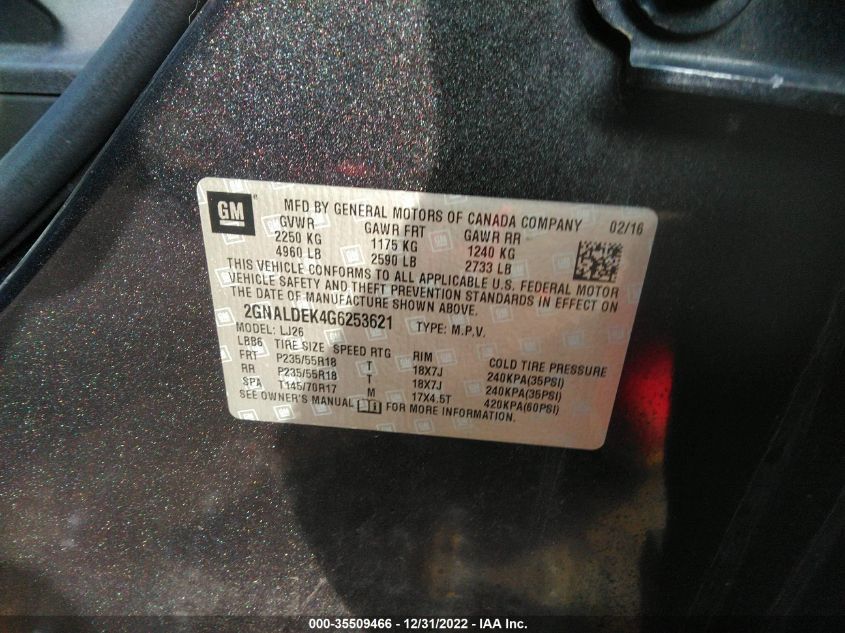 GM
MFD BY GENERAL MOTORS OF CANADA COMPANY 02/16
GVWR GAWR FRT GAWR RR
2250 KG 1175 KG 1240 KG
4960 LB 2590 LB 2733 LB
THIS VEHICLE CONFORMS TO ALL APPLICABLE U.S. FEDERAL MOTOR
VEHICLE SAFETY AND THEFT PREVENTION STANDARDS IN EFFECT ON
THE DATE OF MANUFACTURE SHOWN ABOVE.
2GNALDEK4G6253621 TYPE: M.P.V.
MODEL: LJ26
LBB6 TIRE SIZE SPEED RTG RIM COLD TIRE PRESSURE
FRT P235/55R18 T 18X7J 240KPA(35PSI)
RR P235/55R18 T 18X7J 240KPA(35PSI)
SPA T145/70R17 M 17X4.5T 420KPA(60PSI)
SEE OWNER'S MANUAL FOR MORE INFORMATION.
000-35509466 - 12/31/2022 - IAA Inc.